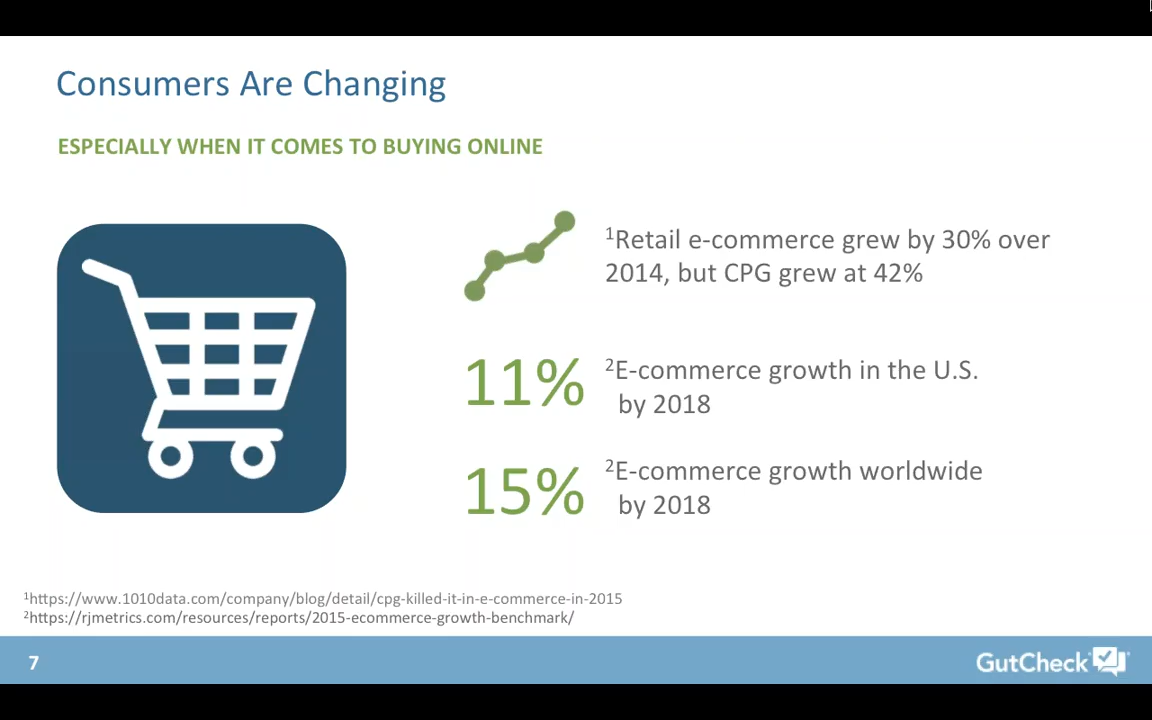 Consumers Are Changing
ESPECIALLY WHEN IT COMES TO BUYING ONLINE
¹Retail e-commerce grew by 30% over
2014, but CPG grew at 42%
11%
²E-commerce growth in the U.S.
by 2018
15%
²E-commerce growth worldwide
by 2018
¹https://www.1010data.com/company/blog/detail/cpg-killed-it-in-e-commerce-in-2015
²https://rjmetrics.com/resources/reports/2015-ecommerce-growth-benchmark/
7
GutCheck